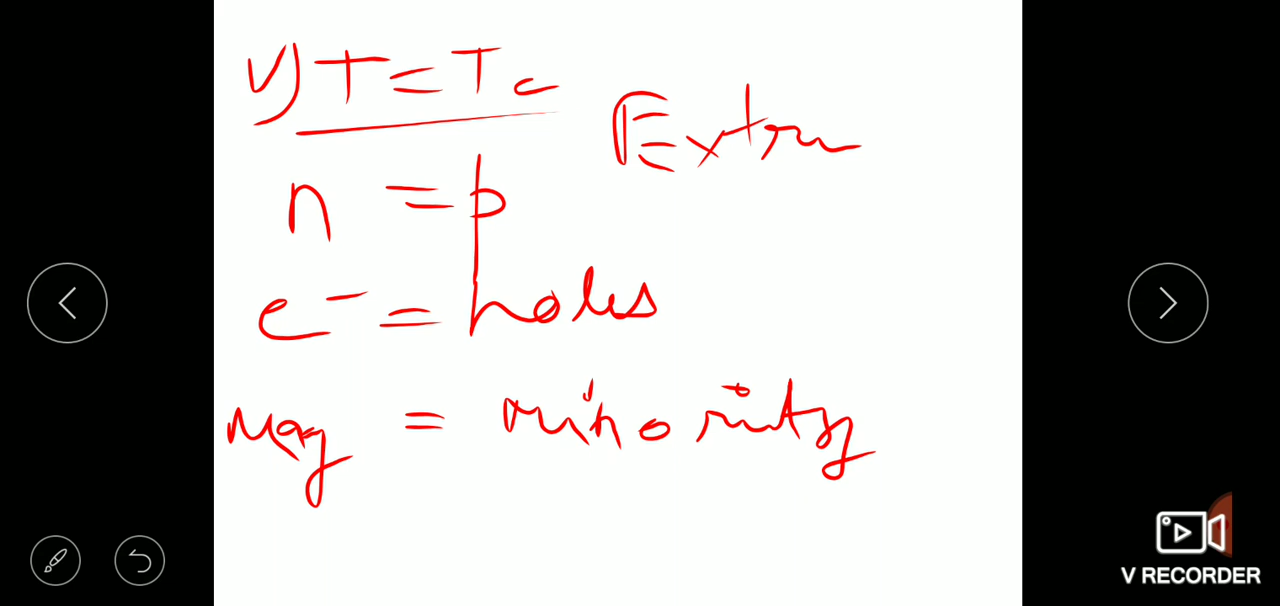 y) T = Tc
Extra
n = p
e⁻ = holes
Maj = minority
V RECORDER